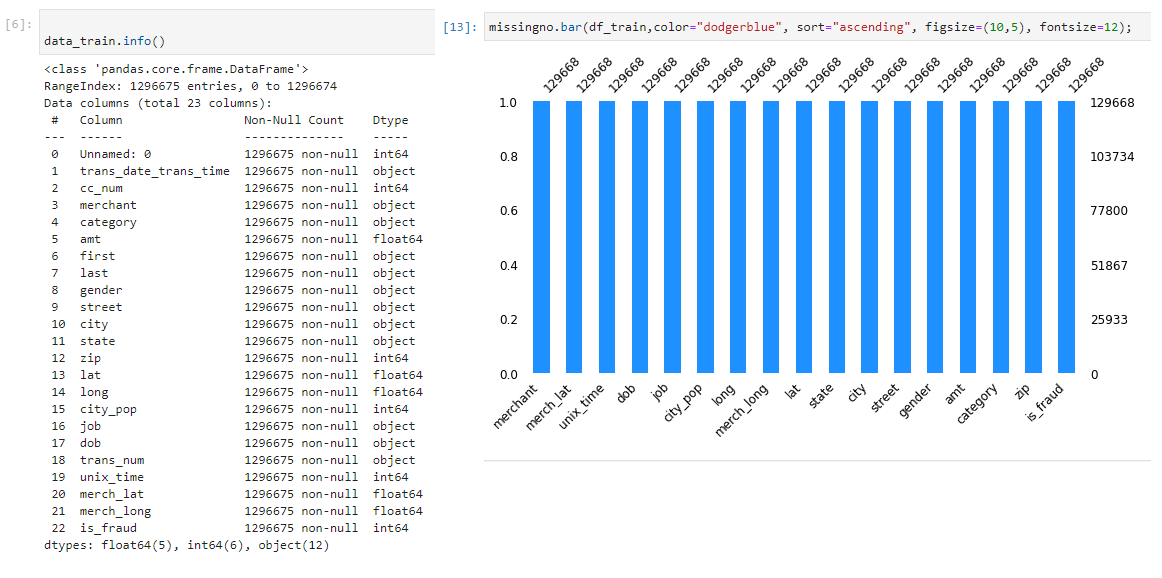 [6]:
data_train.info()
<class 'pandas.core.frame.DataFrame'>
RangeIndex: 1296675 entries, 0 to 1296674
Data columns (total 23 columns):
 #   Column                 Non-Null Count    Dtype
---  ------                 --------------    -----
 0   Unnamed: 0             1296675 non-null  int64
 1   trans_date_trans_time  1296675 non-null  object
 2   cc_num                 1296675 non-null  int64
 3   merchant               1296675 non-null  object
 4   category               1296675 non-null  object
 5   amt                    1296675 non-null  float64
 6   first                  1296675 non-null  object
 7   last                   1296675 non-null  object
 8   gender                 1296675 non-null  object
 9   street                 1296675 non-null  object
 10  city                   1296675 non-null  object
 11  state                  1296675 non-null  object
 12  zip                    1296675 non-null  int64
 13  lat                    1296675 non-null  float64
 14  long                   1296675 non-null  float64
 15  city_pop               1296675 non-null  int64
 16  job                    1296675 non-null  object
 17  dob                    1296675 non-null  object
 18  trans_num              1296675 non-null  object
 19  unix_time              1296675 non-null  int64
 20  merch_lat              1296675 non-null  float64
 21  merch_long             1296675 non-null  float64
 22  is_fraud               1296675 non-null  int64
dtypes: float64(5), int64(6), object(12)
[13]:
missingno.bar(df_train,color="dodgerblue", sort="ascending", figsize=(10,5), fontsize=12);
129668 129668 129668 129668 129668 129668 129668 129668 129668 129668 129668 129668 129668 129668 129668 129668 129668
1.0 129668
0.8 103734
0.6 77800
0.4 51867
0.2 25933
0.0 0
merchant merch_lat unix_time dob job city_pop long merch_long lat state city street gender amt category zip is_fraud